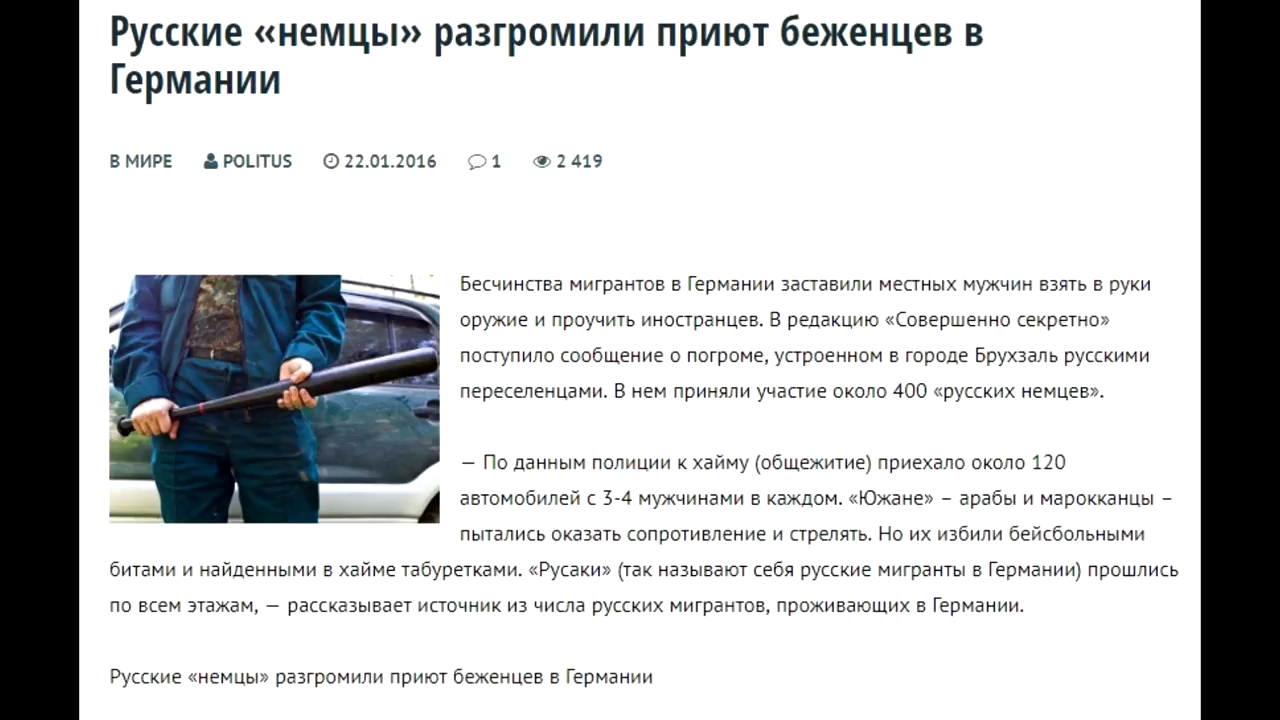 Русские «немцы» разгромили приют беженцев в
Германии
В МИРЕ POLITUS 22.01.2016 1 2 419
Бесчинства мигрантов в Германии заставили местных мужчин взять в руки
оружие и проучить иностранцев. В редакцию «Совершенно секретно»
поступило сообщение о погроме, устроенном в городе Брухзаль русскими
переселенцами. В нем приняли участие около 400 «русских немцев».
— По данным полиции к хайму (общежитие) приехало около 120
автомобилей с 3-4 мужчинами в каждом. «Южане» – арабы и марокканцы –
пытались оказать сопротивление и стрелять. Но их избили бейсбольными
битами и найденными в хайме табуретками. «Русаки» (так называют себя русские мигранты в Германии) прошлись
по всем этажам, — рассказывает источник из числа русских мигрантов, проживающих в Германии.
Русские «немцы» разгромили приют беженцев в Германии